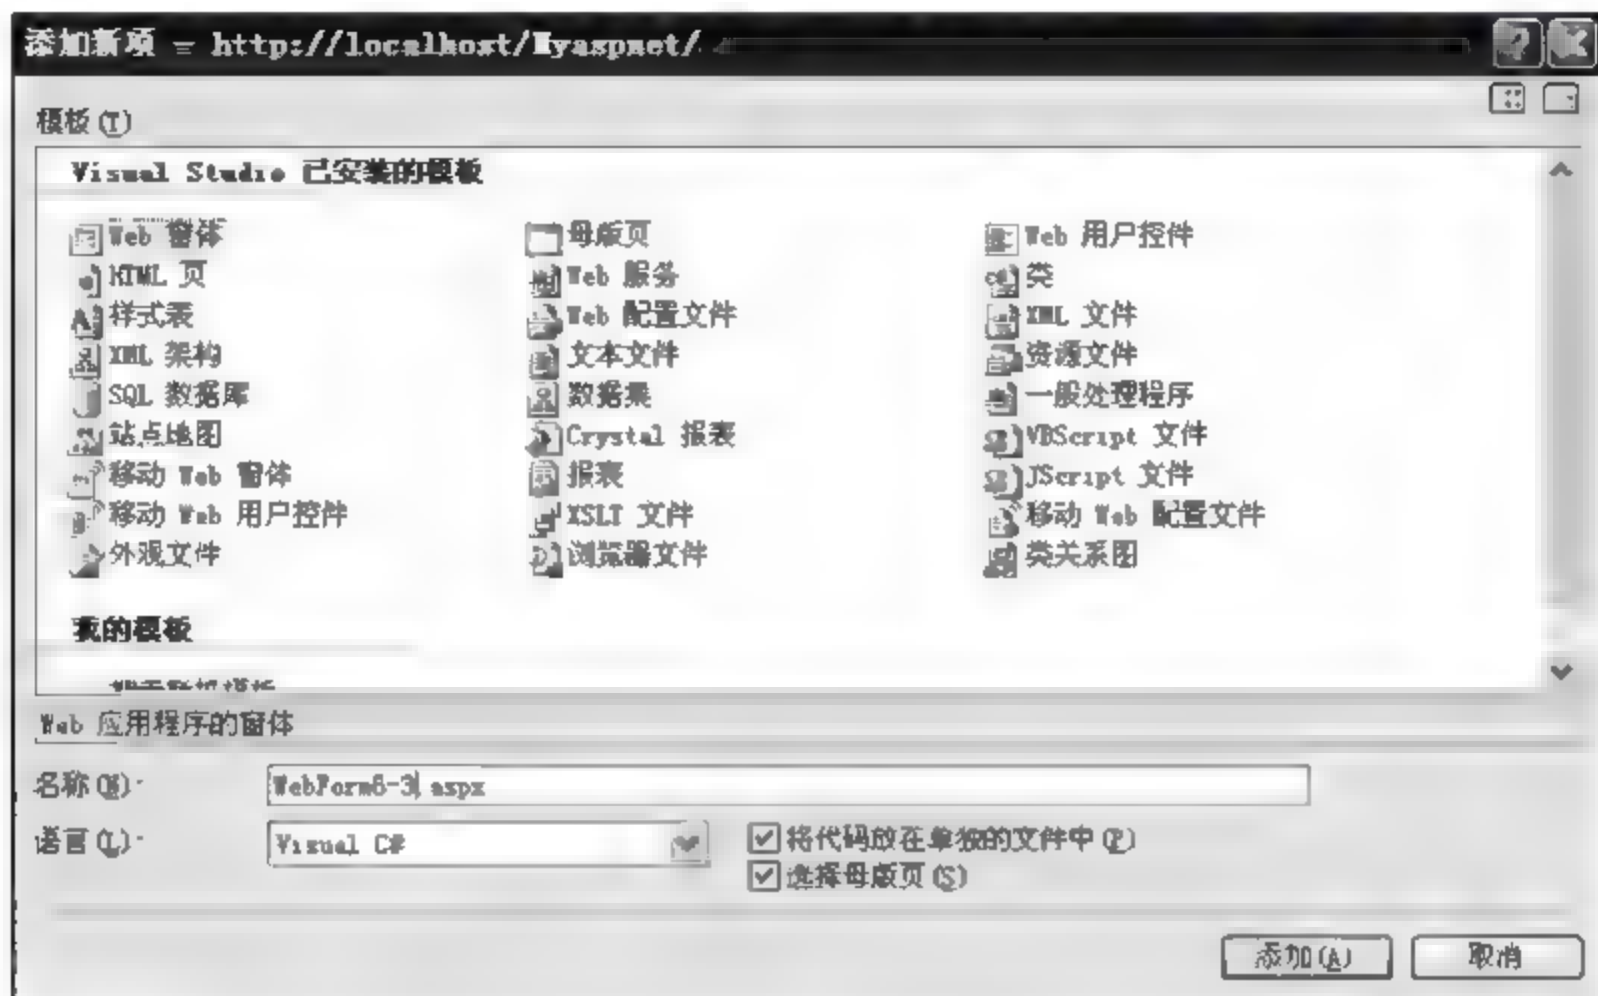 添加新项 - http://localhost/Myaspnet/
模板(T)
Visual Studio 已安装的模板
Web 窗体 母版页 Web 用户控件
HTML 页 Web 服务 类
样式表 Web 配置文件 XML 文件
XML 架构 文本文件 资源文件
SQL 数据库 数据集 一般处理程序
站点地图 Crystal 报表 VBScript 文件
移动 Web 窗体 报表 JScript 文件
移动 Web 用户控件 XSLT 文件 移动 Web 配置文件
外观文件 浏览器文件 类关系图
我的模板
Web 应用程序的窗体
名称(N): WebForm6-3.aspx
语言(L): Visual C# 将代码放在单独的文件中(P)
选择母版页(S)
添加(A) 取消